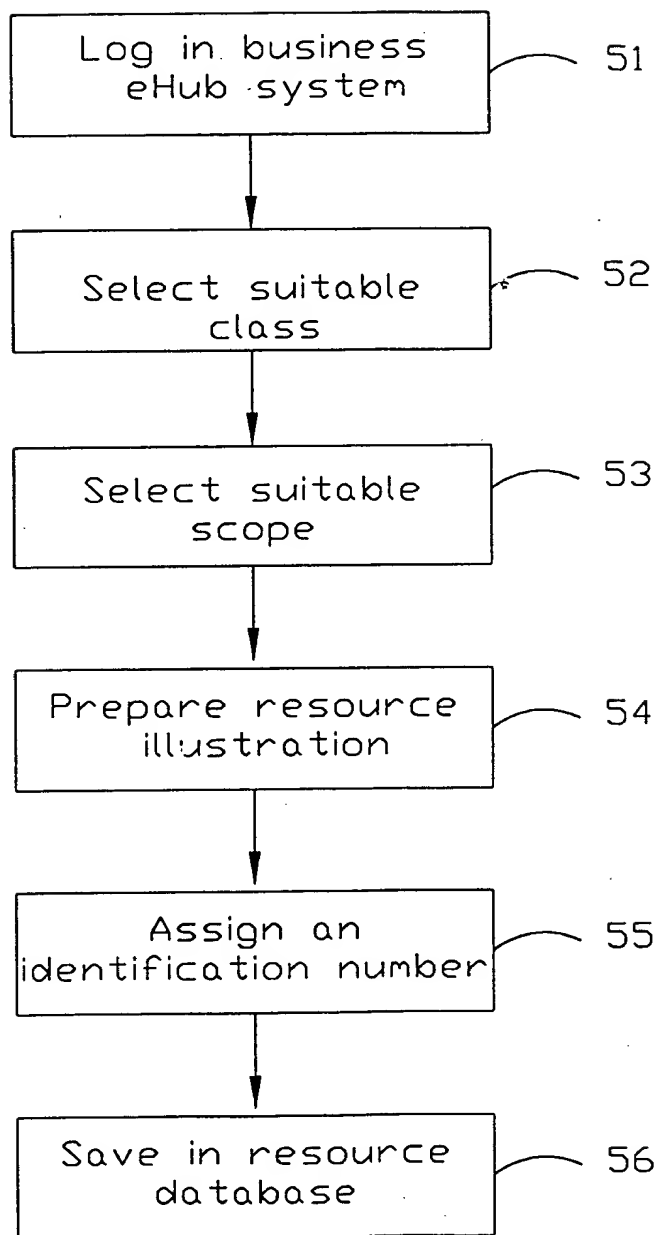 Log in business
eHub system
51
Select suitable
class
52
Select suitable
scope
53
Prepare resource
illustration
54
Assign an
identification number
55
Save in resource
database
56